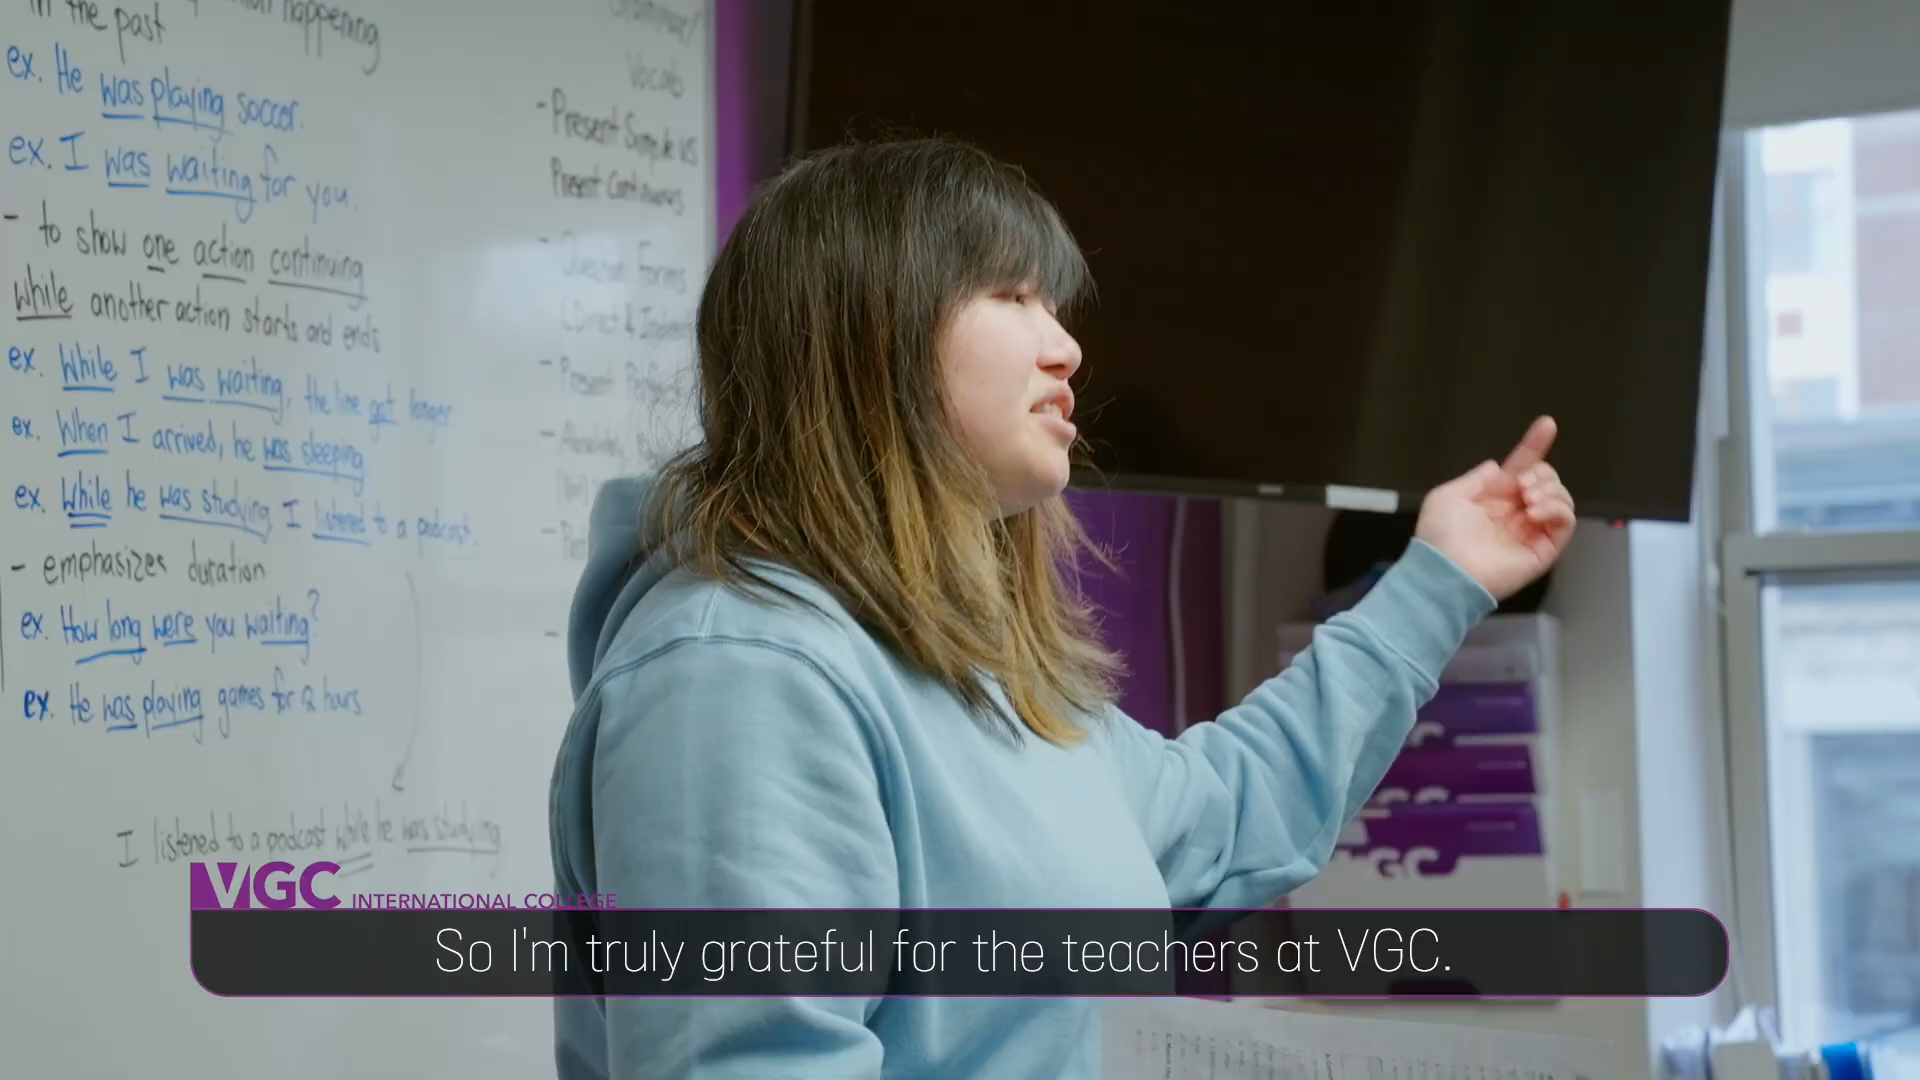 in the past happening
ex. He was playing soccer.
ex. I was waiting for you.
- to show one action continuing
while another action starts and ends
ex. While I was waiting, the line got longer
ex. When I arrived, he was sleeping
ex. While he was studying, I listened to a podcast.
- emphasizes duration
ex. How long were you waiting?
ex. He was playing games for 2 hours
I listened to a podcast while he was studying
Grammar/
Vocab
- Present Simple VS
Present Continuous
- Question Forms
(Direct &
- Present Perfect
VGC INTERNATIONAL COLLEGE
So I'm truly grateful for the teachers at VGC.